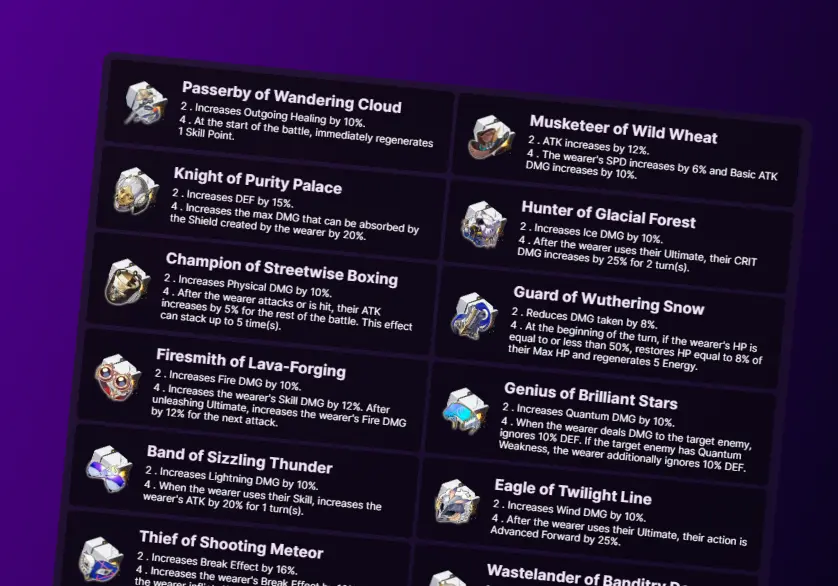 Passerby of Wandering Cloud
2 . Increases Outgoing Healing by 10%.
4 . At the start of the battle, immediately regenerates
1 Skill Point.
Musketeer of Wild Wheat
2 . ATK increases by 12%.
4 . The wearer's SPD increases by 6% and Basic ATK
DMG increases by 10%.
Knight of Purity Palace
2 . Increases DEF by 15%.
4 . Increases the max DMG that can be absorbed by
the Shield created by the wearer by 20%.
Hunter of Glacial Forest
2 . Increases Ice DMG by 10%.
4 . After the wearer uses their Ultimate, their CRIT
DMG increases by 25% for 2 turn(s).
Champion of Streetwise Boxing
2 . Increases Physical DMG by 10%.
4 . After the wearer attacks or is hit, their ATK
increases by 5% for the rest of the battle. This effect
can stack up to 5 time(s).
Guard of Wuthering Snow
2 . Reduces DMG taken by 8%.
4 . At the beginning of the turn, if the wearer's HP is
equal to or less than 50%, restores HP equal to 8% of
their Max HP and regenerates 5 Energy.
Firesmith of Lava-Forging
2 . Increases Fire DMG by 10%.
4 . Increases the wearer's Skill DMG by 12%. After
unleashing Ultimate, increases the wearer's Fire DMG
by 12% for the next attack.
Genius of Brilliant Stars
2 . Increases Quantum DMG by 10%.
4 . When the wearer deals DMG to the target enemy,
ignores 10% DEF. If the target enemy has Quantum
Weakness, the wearer additionally ignores 10% DEF.
Band of Sizzling Thunder
2 . Increases Lightning DMG by 10%.
4 . When the wearer uses their Skill, increases the
wearer's ATK by 20% for 1 turn(s).
Eagle of Twilight Line
2 . Increases Wind DMG by 10%.
4 . After the wearer uses their Ultimate, their action is
Advanced Forward by 25%.
Thief of Shooting Meteor
2 . Increases Break Effect by 16%.
4 . Increases the wearer's Break Effect by
the wearer
Wastelander of Banditry